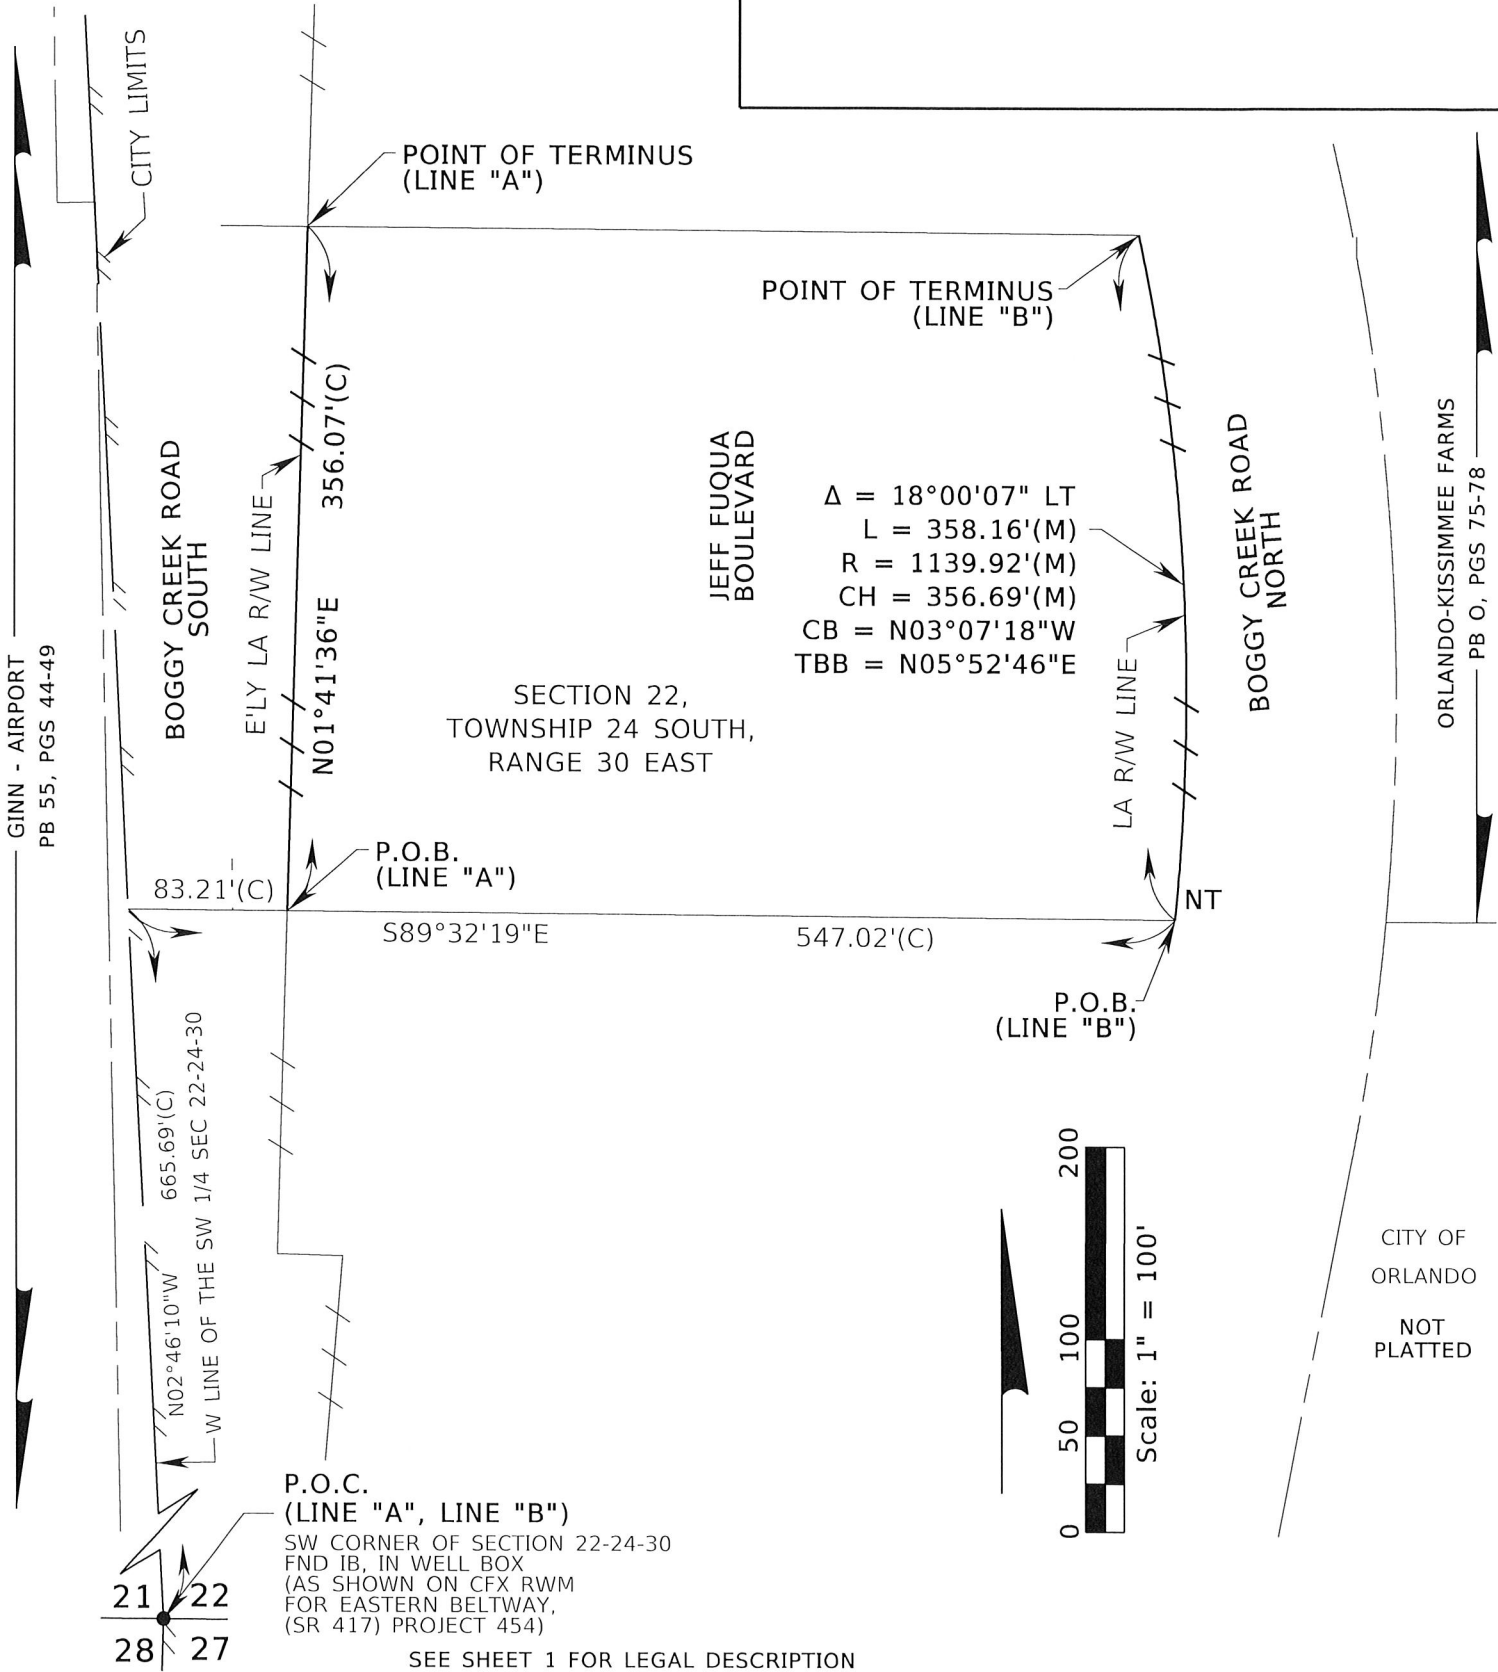 CITY LIMITS
POINT OF TERMINUS
(LINE "A")
POINT OF TERMINUS
(LINE "B")
356.07'(C)
N01°41'36"E
E'LY LA R/W LINE
BOGGY CREEK ROAD
SOUTH
JEFF FUQUA
BOULEVARD
Δ = 18°00'07" LT
L = 358.16'(M)
R = 1139.92'(M)
CH = 356.69'(M)
CB = N03°07'18"W
TBB = N05°52'46"E
LA R/W LINE
BOGGY CREEK ROAD
NORTH
ORLANDO-KISSIMMEE FARMS
PB O, PGS 75-78
GINN - AIRPORT
PB 55, PGS 44-49
SECTION 22,
TOWNSHIP 24 SOUTH,
RANGE 30 EAST
P.O.B.
(LINE "A")
83.21'(C)
S89°32'19"E
547.02'(C)
NT
P.O.B.
(LINE "B")
665.69'(C)
N02°46'10"W
W LINE OF THE SW 1/4 SEC 22-24-30
0
50
100
200
Scale: 1" = 100'
CITY OF
ORLANDO
NOT
PLATTED
P.O.C.
(LINE "A", LINE "B")
SW CORNER OF SECTION 22-24-30
FND IB, IN WELL BOX
(AS SHOWN ON CFX RWM
FOR EASTERN BELTWAY,
(SR 417) PROJECT 454)
21 22
28 27
SEE SHEET 1 FOR LEGAL DESCRIPTION